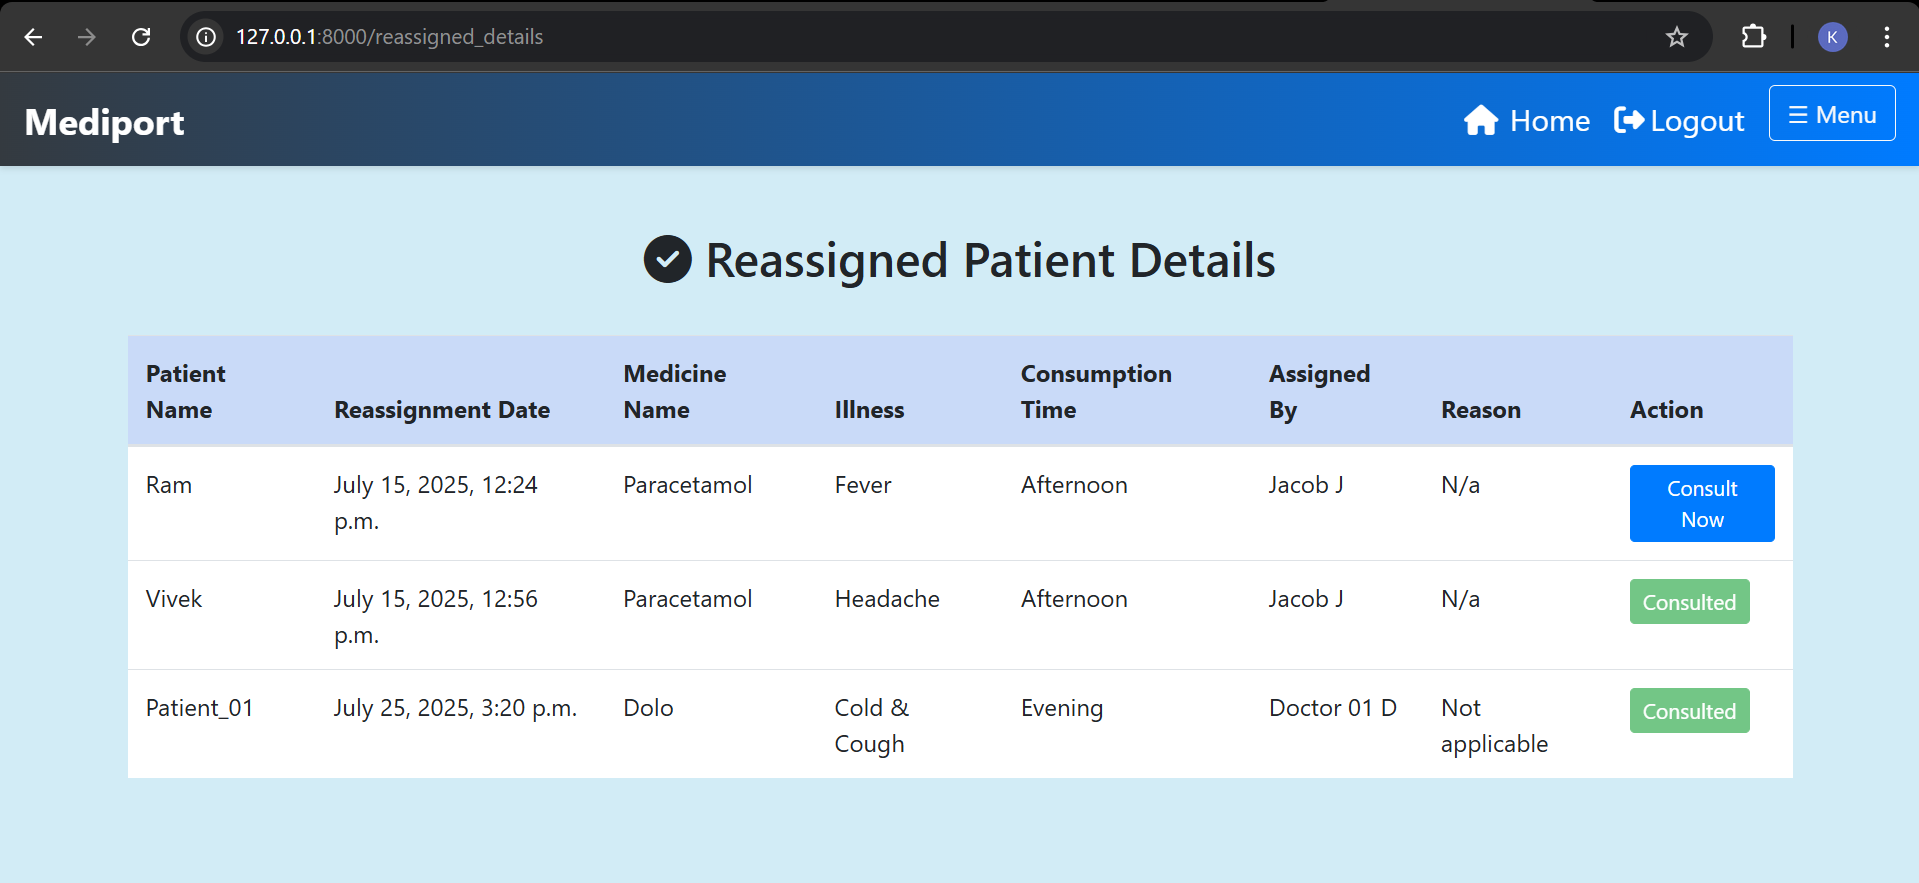 127.0.0.1:8000/reassigned_details
K
Mediport
Home
Logout
☰ Menu
Reassigned Patient Details
Patient Name
Reassignment Date
Medicine Name
Illness
Consumption Time
Assigned By
Reason
Action
Ram
July 15, 2025, 12:24 p.m.
Paracetamol
Fever
Afternoon
Jacob J
N/a
Consult Now
Vivek
July 15, 2025, 12:56 p.m.
Paracetamol
Headache
Afternoon
Jacob J
N/a
Consulted
Patient_01
July 25, 2025, 3:20 p.m.
Dolo
Cold & Cough
Evening
Doctor 01 D
Not applicable
Consulted